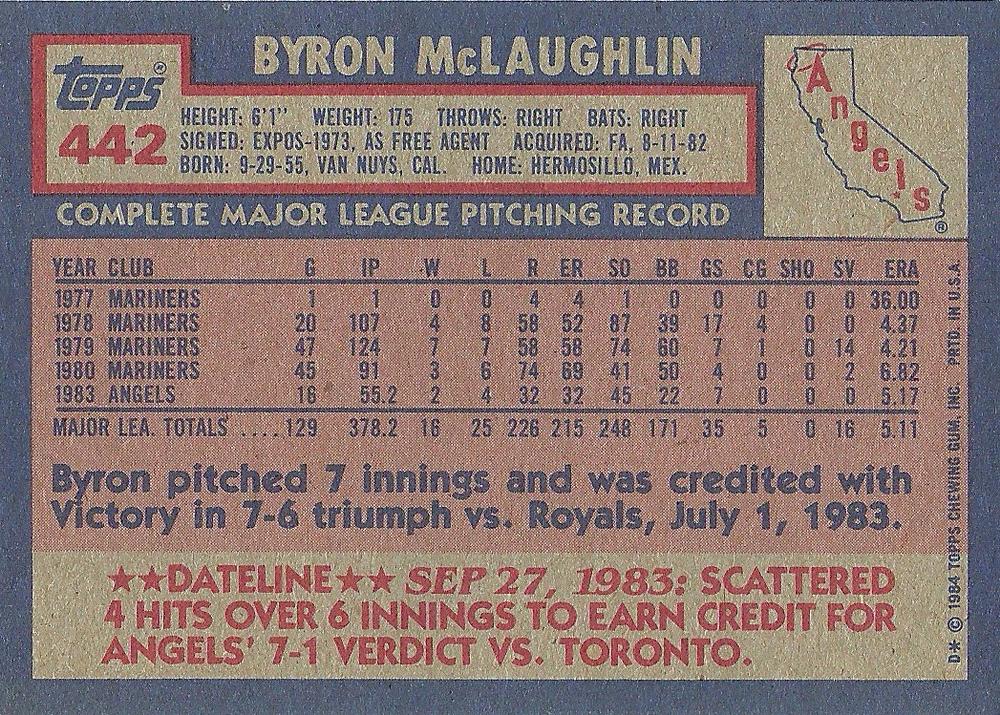 BYRON McLAUGHLIN
topps®
442
HEIGHT: 6'1" WEIGHT: 175 THROWS: RIGHT BATS: RIGHT
SIGNED: EXPOS-1973, AS FREE AGENT ACQUIRED: FA, 8-11-82
BORN: 9-29-55, VAN NUYS, CAL. HOME: HERMOSILLO, MEX.
Angels
®
COMPLETE MAJOR LEAGUE PITCHING RECORD
YEAR CLUB G IP W L R ER SO BB GS CG SHO SV ERA
1977 MARINERS 1 1 0 0 4 4 1 0 0 0 0 0 36.00
1978 MARINERS 20 107 4 8 58 52 87 39 17 4 0 0 4.37
1979 MARINERS 47 124 7 7 58 58 74 60 7 1 0 14 4.21
1980 MARINERS 45 91 3 6 74 69 41 50 4 0 0 2 6.82
1983 ANGELS 16 55.2 2 4 32 32 45 22 7 0 0 0 5.17
MAJOR LEA. TOTALS ....129 378.2 16 25 226 215 248 171 35 5 0 16 5.11
Byron pitched 7 innings and was credited with
Victory in 7-6 triumph vs. Royals, July 1, 1983.
★★DATELINE★★ SEP 27, 1983: SCATTERED
4 HITS OVER 6 INNINGS TO EARN CREDIT FOR
ANGELS' 7-1 VERDICT VS. TORONTO.
D* © 1984 TOPPS CHEWING GUM, INC. PRTD. IN U.S.A.